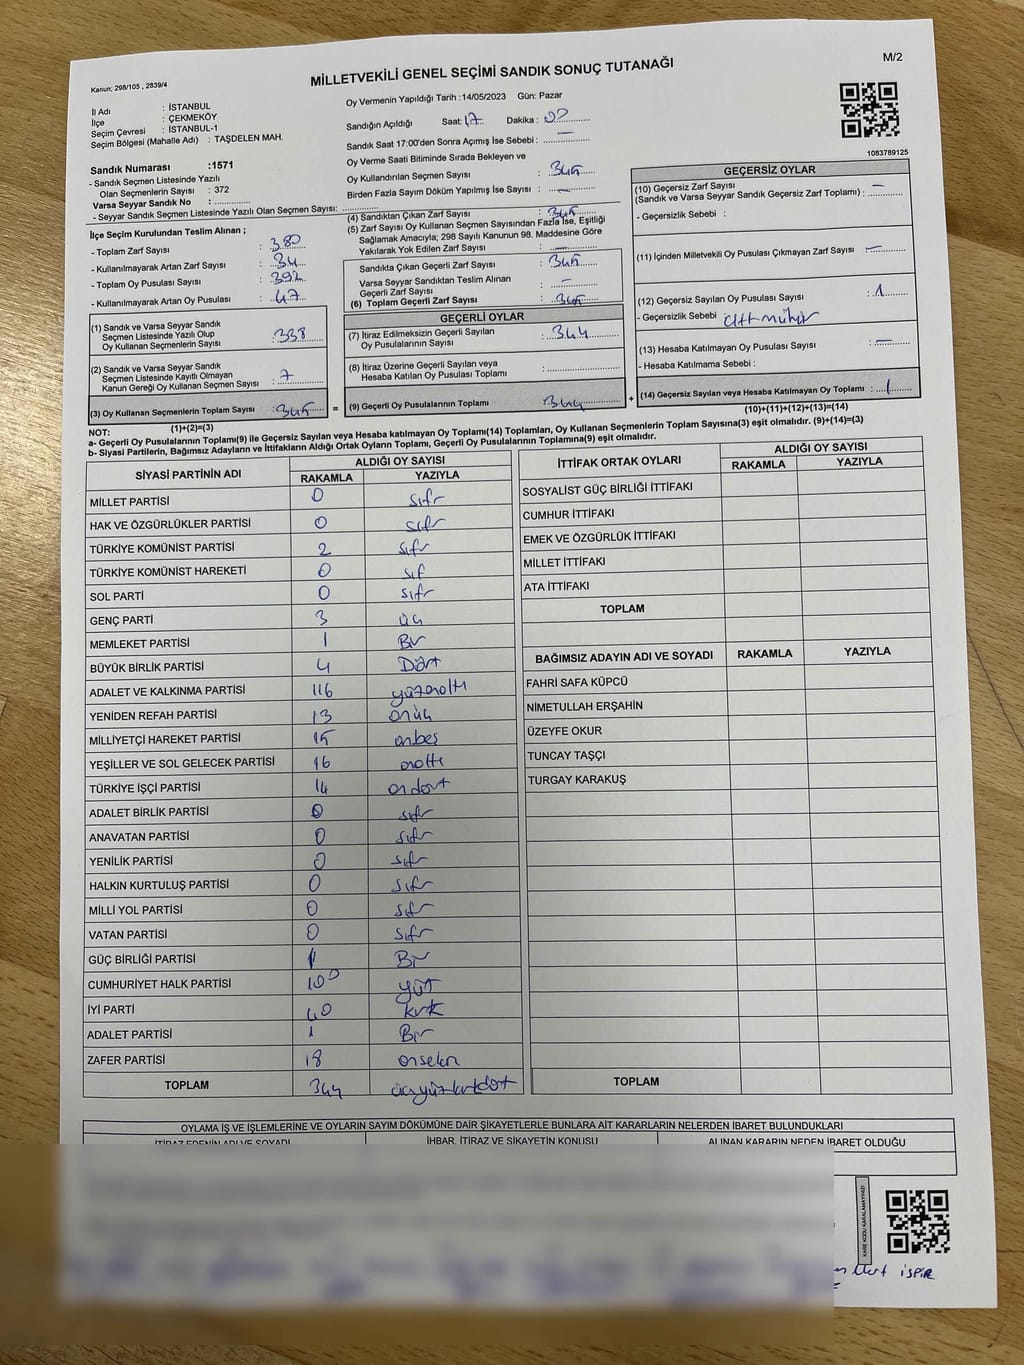 Kanun; 298/105 , 2839/4
MİLLETVEKİLİ GENEL SEÇİMİ SANDIK SONUÇ TUTANAĞI
M/2
İl Adı : İSTANBUL
İlçe : ÇEKMEKÖY
Seçim Çevresi : İSTANBUL-1
Seçim Bölgesi (Mahalle Adı) : TAŞDELEN MAH.
Sandık Numarası :1571
- Sandık Seçmen Listesinde Yazılı
Olan Seçmenlerin Sayısı : 372
Varsa Seyyar Sandık No :
- Seyyar Sandık Seçmen Listesinde Yazılı Olan Seçmen Sayısı:
İlçe Seçim Kurulundan Teslim Alınan ;
- Toplam Zarf Sayısı : 380
- Kullanılmayarak Artan Zarf Sayısı : 34
- Toplam Oy Pusulası Sayısı : 392
- Kullanılmayarak Artan Oy Pusulası : 47
(1) Sandık ve Varsa Seyyar Sandık
Seçmen Listesinde Yazılı Olup
Oy Kullanan Seçmenlerin Sayısı : 338
(2) Sandık ve Varsa Seyyar Sandık
Seçmen Listesinde Kayıtlı Olmayan
Kanun Gereği Oy Kullanan Seçmen Sayısı : 7
(3) Oy Kullanan Seçmenlerin Toplam Sayısı : 345 =
(1)+(2)=(3)
Oy Vermenin Yapıldığı Tarih :14/05/2023 Gün: Pazar
Sandığın Açıldığı Saat: 17 Dakika :
Sandık Saat 17:00'den Sonra Açımış İse Sebebi : —
Oy Verme Saati Bitiminde Sırada Bekleyen ve
Oy Kullandırılan Seçmen Sayısı : 345
Birden Fazla Sayım Döküm Yapılmış İse Sayısı : —
(4) Sandıktan Çıkan Zarf Sayısı : 345
(5) Zarf Sayısı Oy Kullanan Seçmen Sayısından Fazla İse, Eşitliği
Sağlamak Amacıyla; 298 Sayılı Kanunun 98. Maddesine Göre
Yakılarak Yok Edilen Zarf Sayısı : —
Sandıkta Çıkan Geçerli Zarf Sayısı : 345
Varsa Seyyar Sandıktan Teslim Alınan
Geçerli Zarf Sayısı : —
(6) Toplam Geçerli Zarf Sayısı : 345
GEÇERLİ OYLAR
(7) İtiraz Edilmeksizin Geçerli Sayılan
Oy Pusulalarının Sayısı : 344
(8) İtiraz Üzerine Geçerli Sayılan veya
Hesaba Katılan Oy Pusulası Toplamı :
(9) Geçerli Oy Pusulalarının Toplamı : 344 +
1083789125
GEÇERSİZ OYLAR
(10) Geçersiz Zarf Sayısı
(Sandık ve Varsa Seyyar Sandık Geçersiz Zarf Toplamı) : —
- Geçersizlik Sebebi :
(11) İçinden Milletvekili Oy Pusulası Çıkmayan Zarf Sayısı : —
(12) Geçersiz Sayılan Oy Pusulası Sayısı : 1
- Geçersizlik Sebebi : Çift mühür
(13) Hesaba Katılmayan Oy Pusulası Sayısı : —
- Hesaba Katılmama Sebebi :
(14) Geçersiz Sayılan veya Hesaba Katılmayan Oy Toplamı : 1
(10)+(11)+(12)+(13)=(14)
NOT:
a- Geçerli Oy Pusulalarının Toplamı(9) ile Geçersiz Sayılan veya Hesaba katılmayan Oy Toplamı(14) Toplamları, Oy Kullanan Seçmenlerin Toplam Sayısına(3) eşit olmalıdır. (9)+(14)=(3)
b- Siyasi Partilerin, Bağımsız Adayların ve İttifakların Aldığı Ortak Oyların Toplamı, Geçerli Oy Pusulalarının Toplamına(9) eşit olmalıdır.
SİYASİ PARTİNİN ADI ALDIĞI OY SAYISI
RAKAMLA YAZIYLA
MİLLET PARTİSİ 0 sıfır
HAK VE ÖZGÜRLÜKLER PARTİSİ 0 sıfır
TÜRKİYE KOMÜNİST PARTİSİ 2 sıfır
TÜRKİYE KOMÜNİST HAREKETİ 0 sıf
SOL PARTİ 0 sıfır
GENÇ PARTİ 3 üç
MEMLEKET PARTİSİ 1 Bir
BÜYÜK BİRLİK PARTİSİ 4 Dört
ADALET VE KALKINMA PARTİSİ 116 yüzonaltı
YENİDEN REFAH PARTİSİ 13 onüç
MİLLİYETÇİ HAREKET PARTİSİ 15 onbeş
YEŞİLLER VE SOL GELECEK PARTİSİ 16 onaltı
TÜRKİYE İŞÇİ PARTİSİ 14 ondört
ADALET BİRLİK PARTİSİ 0 sıfır
ANAVATAN PARTİSİ 0 sıfır
YENİLİK PARTİSİ 0 sıfır
HALKIN KURTULUŞ PARTİSİ 0 sıfır
MİLLİ YOL PARTİSİ 0 sıfır
VATAN PARTİSİ 0 sıfır
GÜÇ BİRLİĞİ PARTİSİ 1 Bir
CUMHURİYET HALK PARTİSİ 100 yüz
İYİ PARTİ 40 kırk
ADALET PARTİSİ 1 Bir
ZAFER PARTİSİ 18 onsekiz
TOPLAM 344 üçyüzkırkdört
İTTİFAK ORTAK OYLARI ALDIĞI OY SAYISI
RAKAMLA YAZIYLA
SOSYALİST GÜÇ BİRLİĞİ İTTİFAKI
CUMHUR İTTİFAKI
EMEK VE ÖZGÜRLÜK İTTİFAKI
MİLLET İTTİFAKI
ATA İTTİFAKI
TOPLAM
BAĞIMSIZ ADAYIN ADI VE SOYADI RAKAMLA YAZIYLA
FAHRİ SAFA KÜPCÜ
NİMETULLAH ERŞAHİN
ÜZEYFE OKUR
TUNCAY TAŞÇI
TURGAY KARAKUŞ
TOPLAM
OYLAMA İŞ VE İŞLEMLERİNE VE OYLARIN SAYIM DÖKÜMÜNE DAİR ŞİKAYETLERLE BUNLARA AİT KARARLARIN NELERDEN İBARET BULUNDUKLARI
İTİRAZ EDENİN ADI VE SOYADI İHBAR, İTİRAZ VE ŞİKAYETİN KONUSU ALINAN KARARIN NEDEN İBARET OLDUĞU
KARE KODU KARALAMAYINIZ!
İSPİR